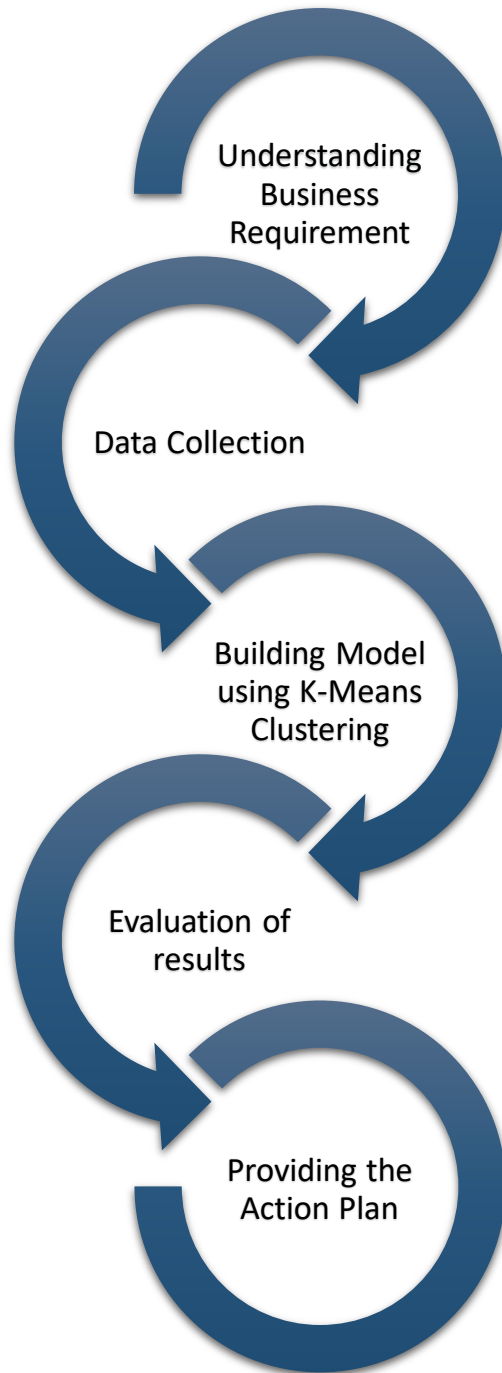 Understanding
Business
Requirement
Data Collection
Building Model
using K-Means
Clustering
Evaluation of
results
Providing the
Action Plan